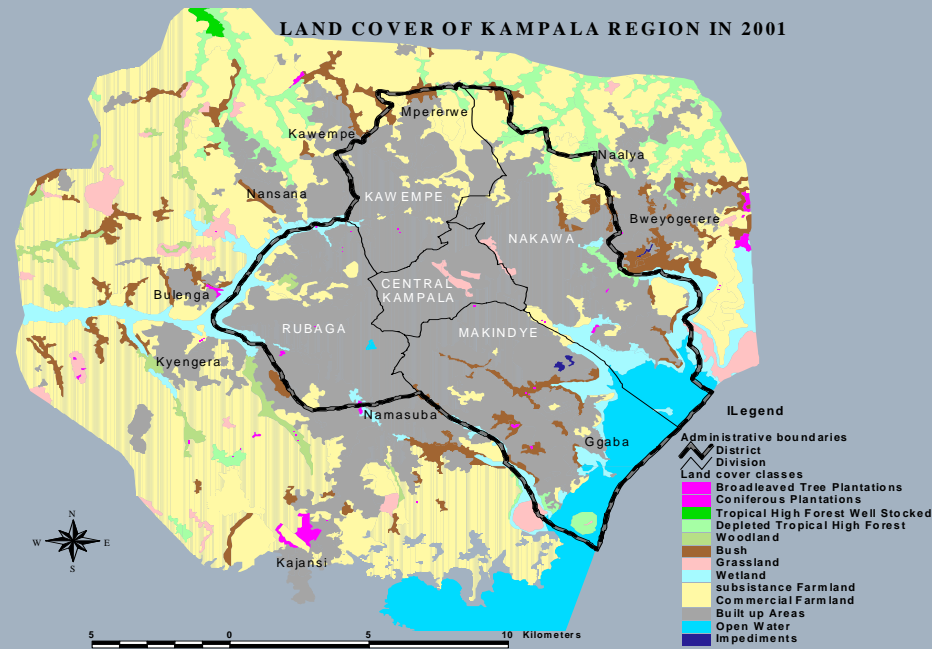 LAND COVER OF KAMPALA REGION IN 2001
Mpererwe
Kawempe
Naalya
Nansana
KAWEMPE
Bweyogerere
NAKAWA
CENTRAL
KAMPALA
Bulenga
RUBAGA
MAKINDYE
Kyengera
Namasuba
Ggaba
Kajansi
N
W E
S
ILegend
Administrative boundaries
District
Division
Land cover classes
Broadleaved Tree Plantations
Coniferous Plantations
Tropical High Forest Well Stocked
Depleted Tropical High Forest
Woodland
Bush
Grassland
Wetland
subsistance Farmland
Commercial Farmland
Built up Areas
Open Water
Impediments
5 0 5 10 Kilometers